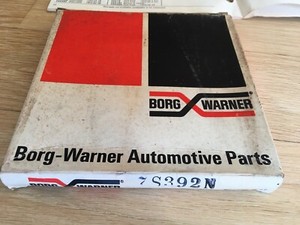 BORG WARNER®
Borg-Warner Automotive Parts
BORG WARNER 7S392N